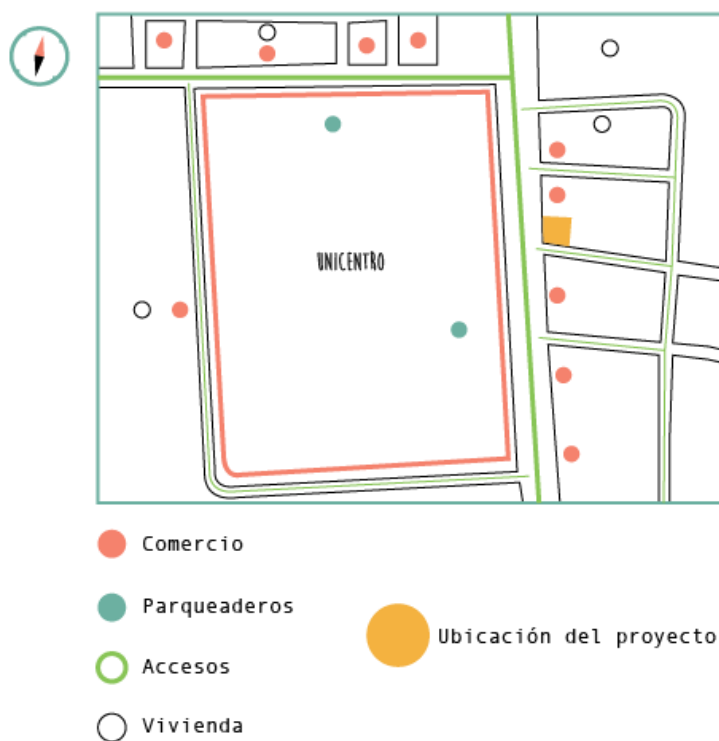 UNICENTRO
Comercio
Parqueaderos
Ubicación del proyecto
Accesos
Vivienda